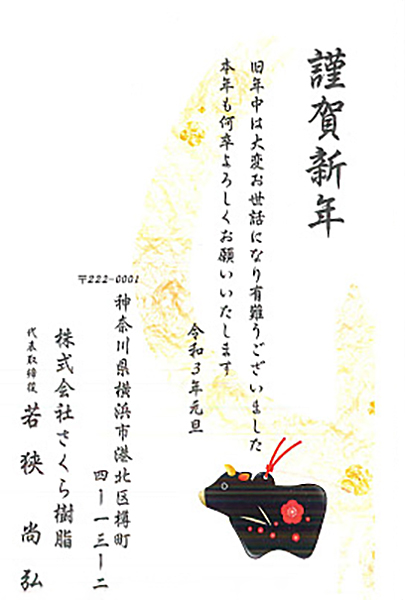 謹賀新年
旧年中は大変お世話になり有難うございました
本年も何卒よろしくお願いいたします
令和3年元旦
〒222-0001
神奈川県横浜市港北区樽町
四ー一三ー二
株式会社さくら樹脂
代表取締役 若狭 尚弘